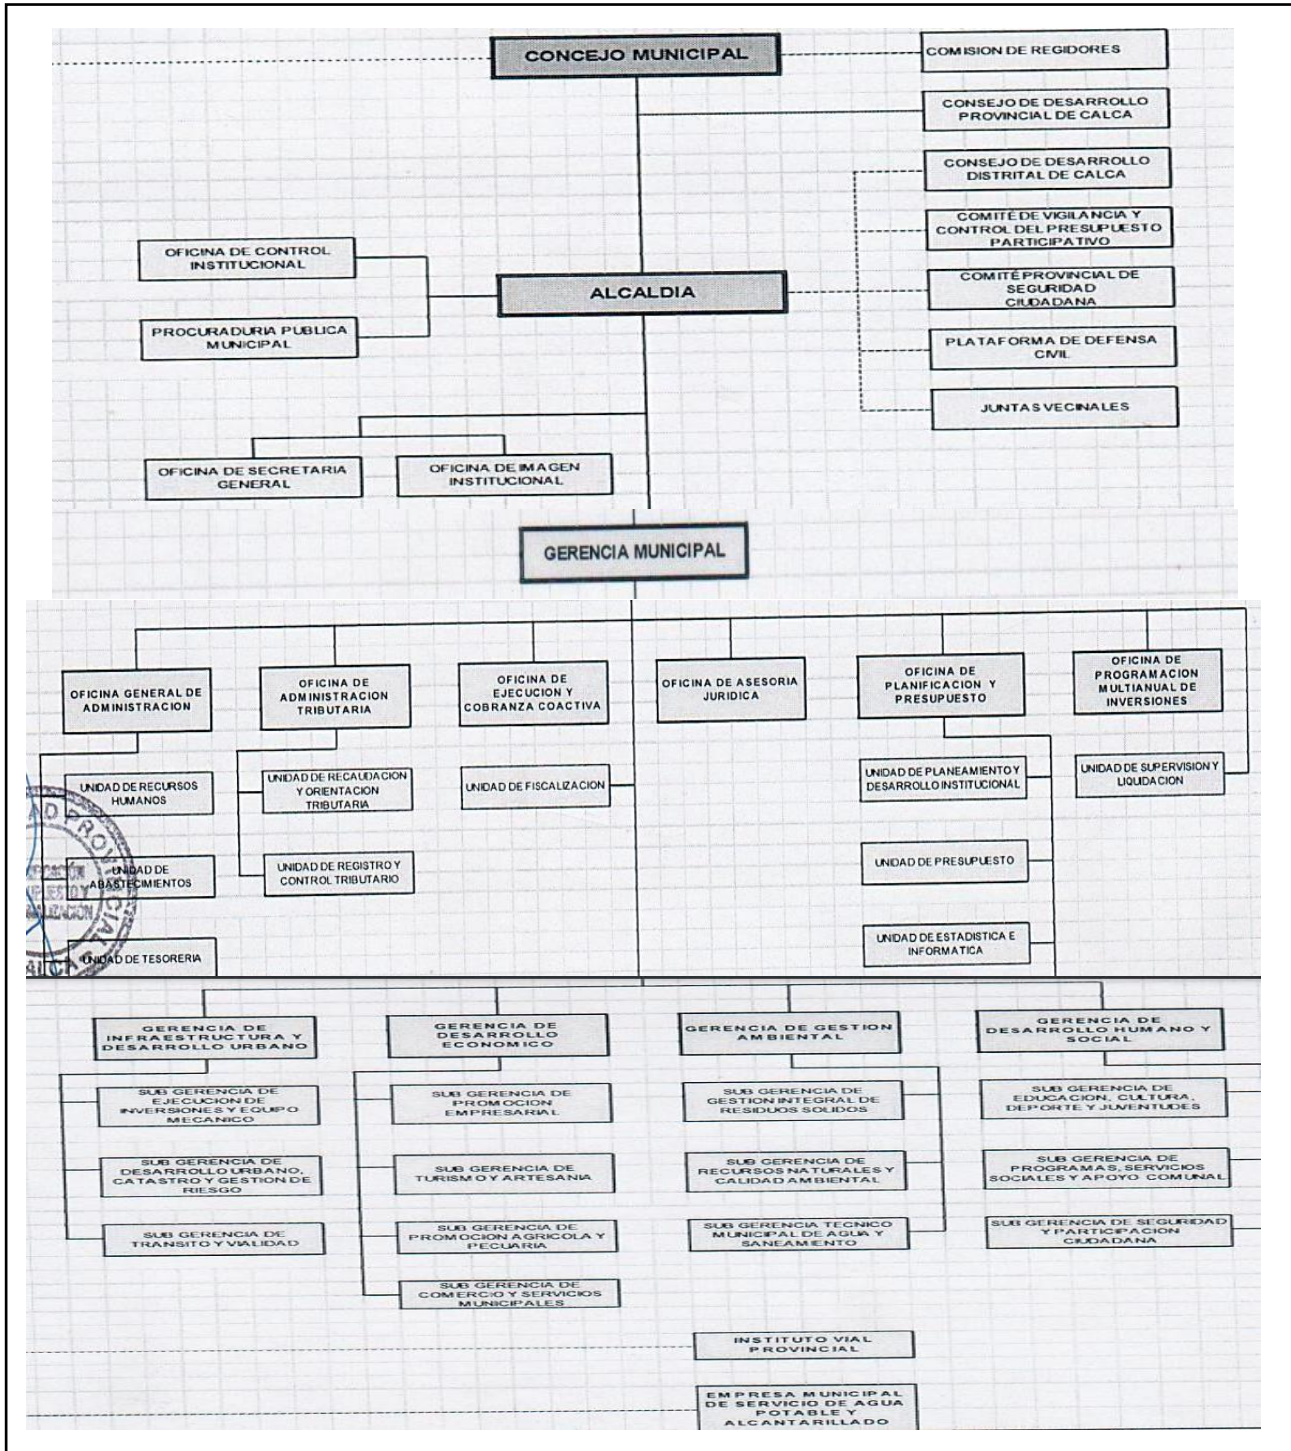 CONCEJO MUNICIPAL
COMISION DE REGIDORES
CONSEJO DE DESARROLLO
PROVINCIAL DE CALCA
CONSEJO DE DESARROLLO
DISTRITAL DE CALCA
COMITÉ DE VIGILANCIA Y
CONTROL DEL PRESUPUESTO
PARTICIPATIVO
OFICINA DE CONTROL
INSTITUCIONAL
ALCALDIA
COMITÉ PROVINCIAL DE
SEGURIDAD
CIUDADANA
PROCURADURIA PUBLICA
MUNICIPAL
PLATAFORMA DE DEFENSA
CIVIL
JUNTAS VECINALES
OFICINA DE SECRETARIA
GENERAL
OFICINA DE IMAGEN
INSTITUCIONAL
GERENCIA MUNICIPAL
OFICINA GENERAL DE
ADMINISTRACION
OFICINA DE
ADMINISTRACION
TRIBUTARIA
OFICINA DE
EJECUCION Y
COBRANZA COACTIVA
OFICINA DE ASESORIA
JURIDICA
OFICINA DE
PLANIFICACION Y
PRESUPUESTO
OFICINA DE
PROGRAMACION
MULTIANUAL DE
INVERSIONES
UNIDAD DE RECURSOS
HUMANOS
UNIDAD DE RECAUDACION
Y ORIENTACION
TRIBUTARIA
UNIDAD DE FISCALIZACION
UNIDAD DE PLANEAMIENTO Y
DESARROLLO INSTITUCIONAL
UNIDAD DE SUPERVISION Y
LIQUIDACION
UNIDAD DE
ABASTECIMIENTOS
UNIDAD DE REGISTRO Y
CONTROL TRIBUTARIO
UNIDAD DE PRESUPUESTO
UNIDAD DE TESORERIA
UNIDAD DE ESTADISTICA E
INFORMATICA
AD PROVINCIAL
GERENCIA DE
INFRAESTRUCTURA Y
DESARROLLO URBANO
GERENCIA DE
DESARROLLO
ECONOMICO
GERENCIA DE GESTION
AMBIENTAL
GERENCIA DE
DESARROLLO HUMANO Y
SOCIAL
SUB GERENCIA DE
EJECUCION DE
INVERSIONES Y EQUIPO
MECANICO
SUB GERENCIA DE
PROMOCION
EMPRESARIAL
SUB GERENCIA DE
GESTION INTEGRAL DE
RESIDUOS SOLIDOS
SUB GERENCIA DE
EDUCACION, CULTURA,
DEPORTE Y JUVENTUDES
SUB GERENCIA DE
DESARROLLO URBANO,
CATASTRO Y GESTION DE
RIESGO
SUB GERENCIA DE
TURISMO Y ARTESANIA
SUB GERENCIA DE
RECURSOS NATURALES Y
CALIDAD AMBIENTAL
SUB GERENCIA DE
PROGRAMAS, SERVICIOS
SOCIALES Y APOYO COMUNAL
SUB GERENCIA DE
TRANSITO Y VIALIDAD
SUB GERENCIA DE
PROMOCION AGRICOLA Y
PECUARIA
SUB GERENCIA TECNICO
MUNICIPAL DE AGUA Y
SANEAMIENTO
SUB GERENCIA DE SEGURIDAD
Y PARTICIPACION
CIUDADANA
SUB GERENCIA DE
COMERCIO Y SERVICIOS
MUNICIPALES
INSTITUTO VIAL
PROVINCIAL
EMPRESA MUNICIPAL
DE SERVICIO DE AGUA
POTABLE Y
ALCANTARILLADO